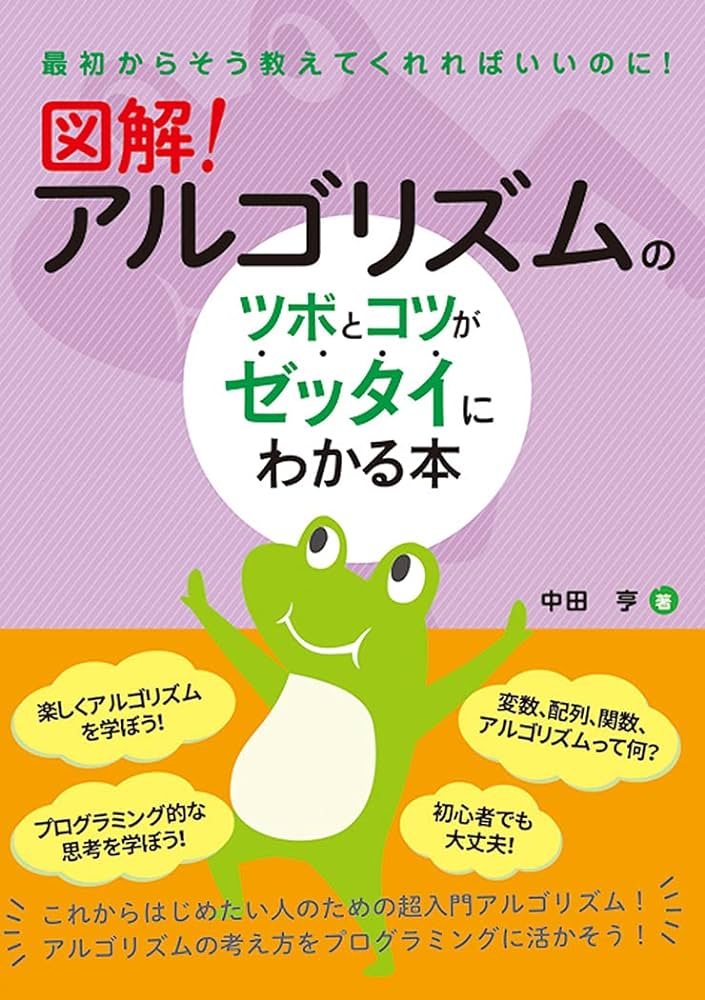 最初からそう教えてくれればいいのに!
図解!
アルゴリズムの
ツボとコツが
ゼッタイに
わかる本
中田 亨 著
楽しくアルゴリズム
を学ぼう!
変数、配列、関数、
アルゴリズムって何?
プログラミング的な
思考を学ぼう!
初心者でも
大丈夫!
これからはじめたい人のための超入門アルゴリズム!
アルゴリズムの考え方をプログラミングに活かそう!